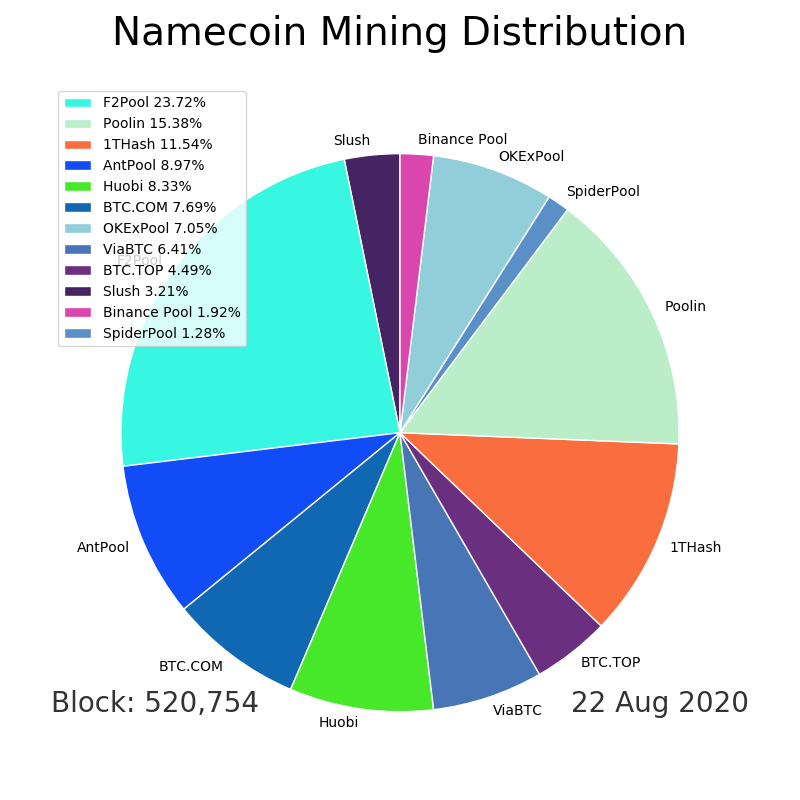 Namecoin Mining Distribution
F2Pool 23.72%
Poolin 15.38%
1THash 11.54%
AntPool 8.97%
Huobi 8.33%
BTC.COM 7.69%
OKExPool 7.05%
ViaBTC 6.41%
BTC.TOP 4.49%
Slush 3.21%
Binance Pool 1.92%
SpiderPool 1.28%
Slush
Binance Pool
OKExPool
SpiderPool
F2Pool
Poolin
AntPool
1THash
BTC.COM
BTC.TOP
Huobi
ViaBTC
Block: 520,754
22 Aug 2020